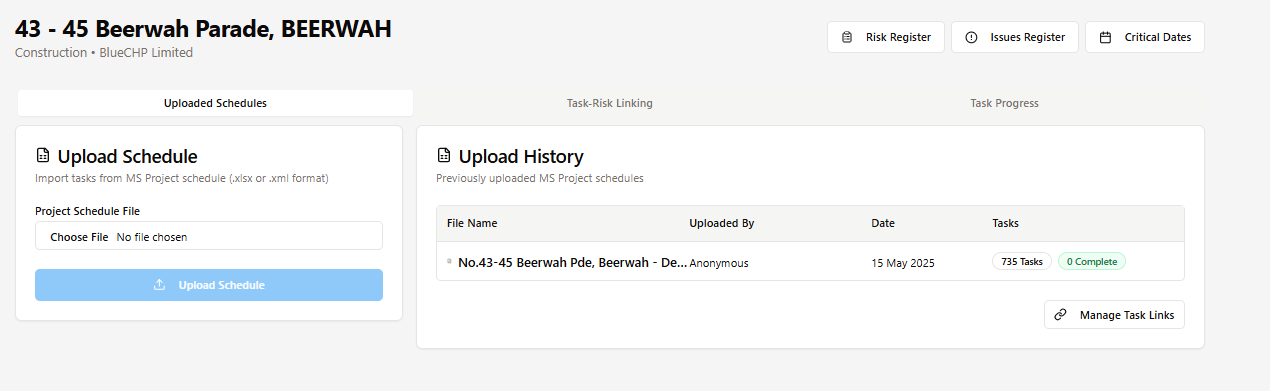 43 - 45 Beerwah Parade, BEERWAH
Construction • BlueCHP Limited
Risk Register
Issues Register
Critical Dates
Uploaded Schedules
Task-Risk Linking
Task Progress
Upload Schedule
Import tasks from MS Project schedule (.xlsx or .xml format)
Project Schedule File
Choose File No file chosen
Upload Schedule
Upload History
Previously uploaded MS Project schedules
File Name Uploaded By Date Tasks
No.43-45 Beerwah Pde, Beerwah - De... Anonymous 15 May 2025 735 Tasks 0 Complete
Manage Task Links